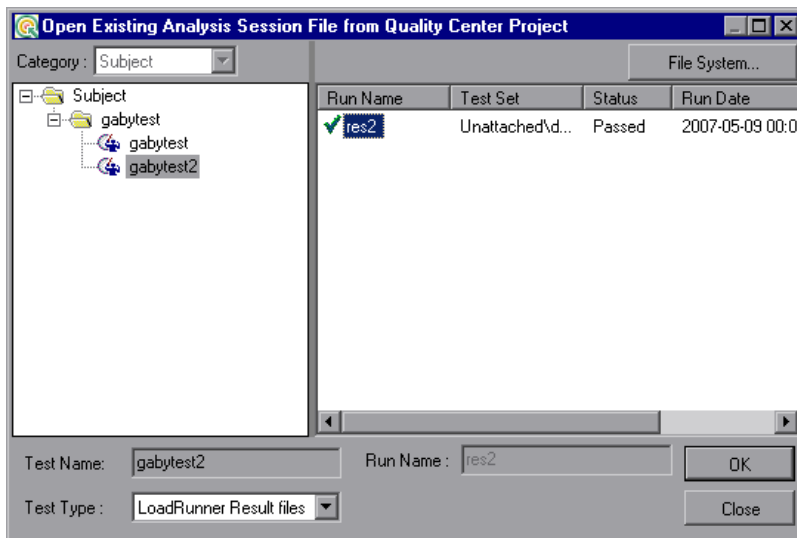 Open Existing Analysis Session File from Quality Center Project
Category : Subject
File System...
Subject
gabytest
gabytest
gabytest2
Run Name Test Set Status Run Date
res2 Unattached\d... Passed 2007-05-09 00:0
Test Name: gabytest2 Run Name : res2 OK
Test Type : LoadRunner Result files Close